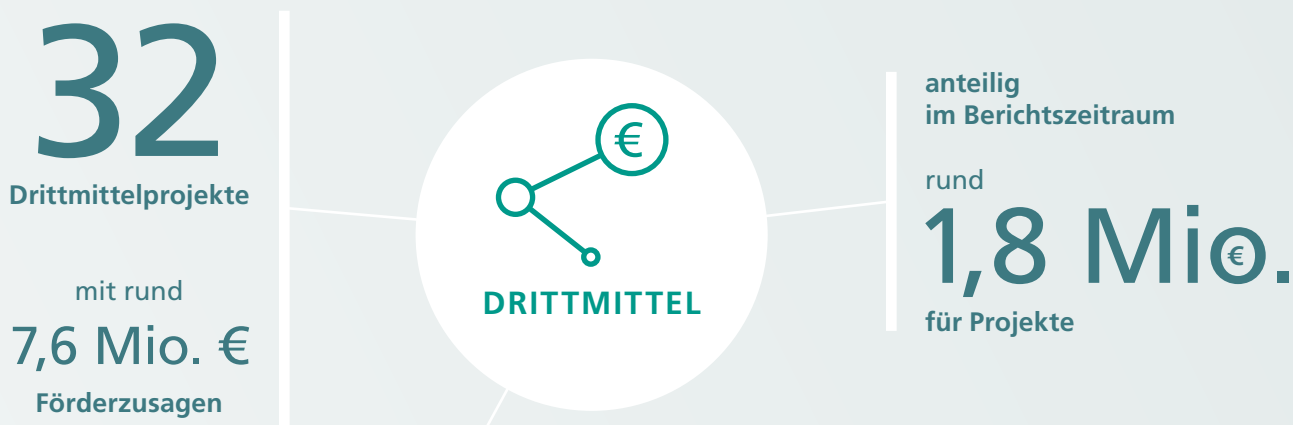 32
Drittmittelprojekte
mit rund
7,6 Mio. €
Förderzusagen
€
DRITTMITTEL
anteilig
im Berichtszeitraum
rund
1,8 Mio.
€
für Projekte